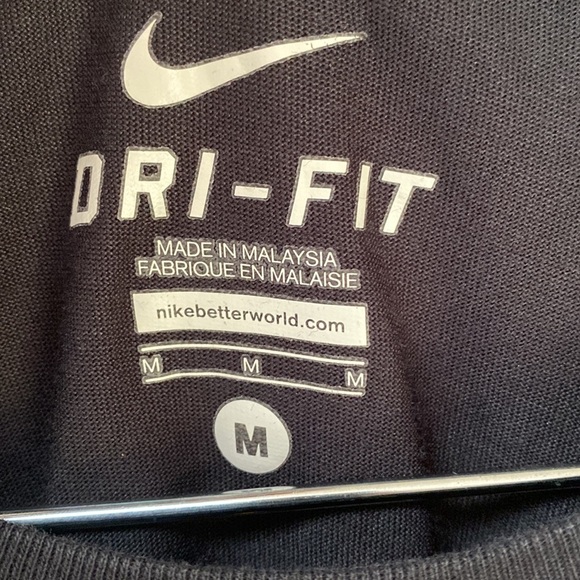 DRI-FIT
MADE IN MALAYSIA
FABRIQUE EN MALAISIE
nikebetterworld.com
M M M
M